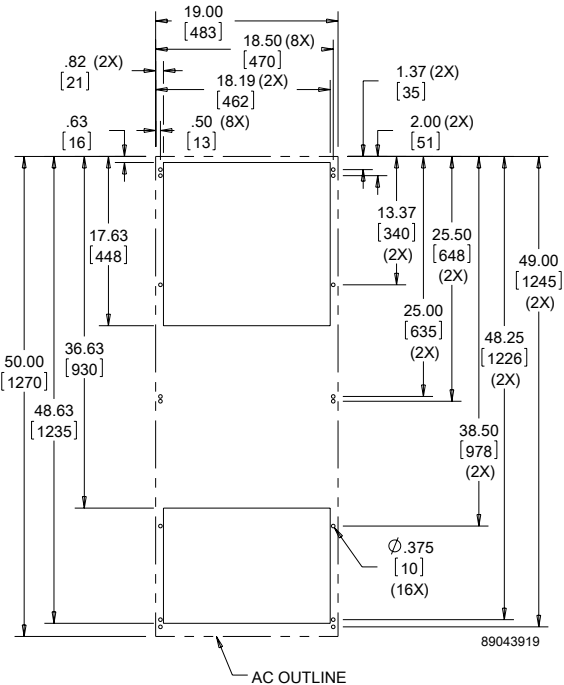 19.00
[483]
18.50 (8X)
[470]
.82 (2X)
[21]
18.19 (2X)
[462]
1.37 (2X)
[35]
.63
[16]
.50 (8X)
[13]
2.00 (2X)
[51]
17.63
[448]
13.37
[340]
(2X)
25.50
[648]
(2X)
49.00
[1245]
(2X)
25.00
[635]
(2X)
48.25
[1226]
(2X)
36.63
[930]
50.00
[1270]
48.63
[1235]
38.50
[978]
(2X)
Ø.375
[10]
(16X)
89043919
AC OUTLINE